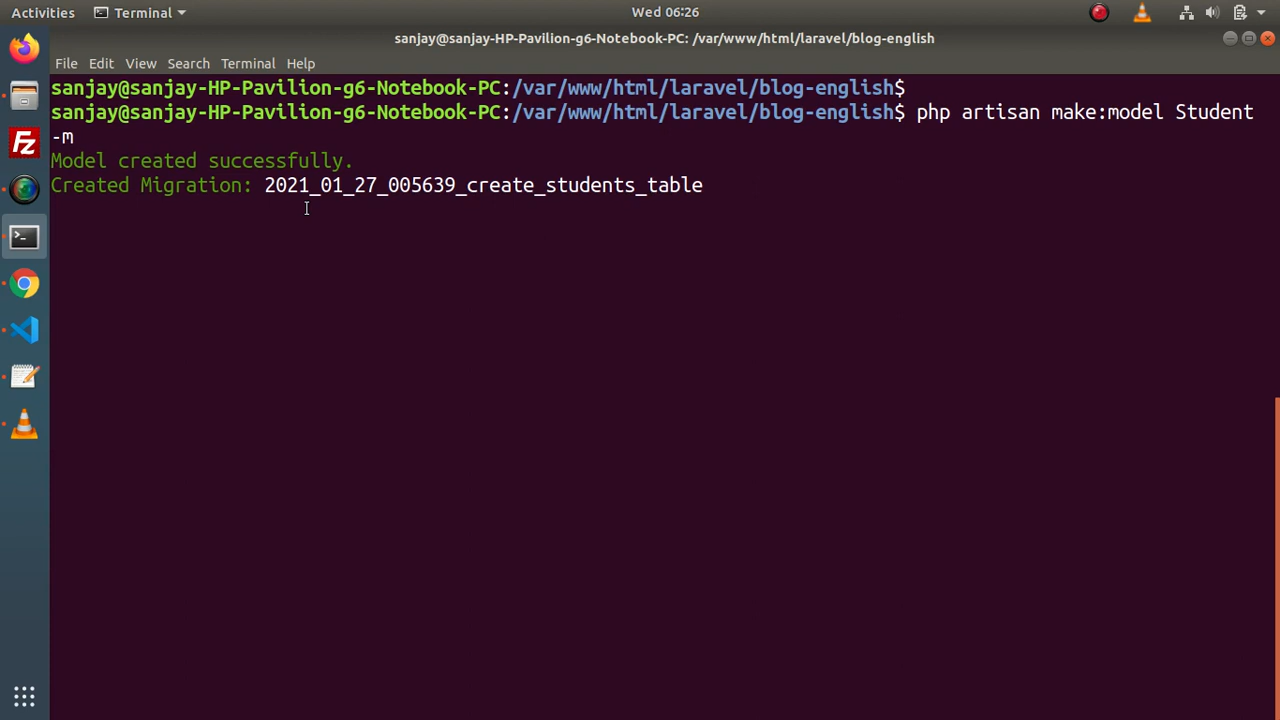 Activities Terminal Wed 06:26
sanjay@sanjay-HP-Pavilion-g6-Notebook-PC: /var/www/html/laravel/blog-english
File Edit View Search Terminal Help
sanjay@sanjay-HP-Pavilion-g6-Notebook-PC:/var/www/html/laravel/blog-english$
sanjay@sanjay-HP-Pavilion-g6-Notebook-PC:/var/www/html/laravel/blog-english$ php artisan make:model Student
-m
Model created successfully.
Created Migration: 2021_01_27_005639_create_students_table